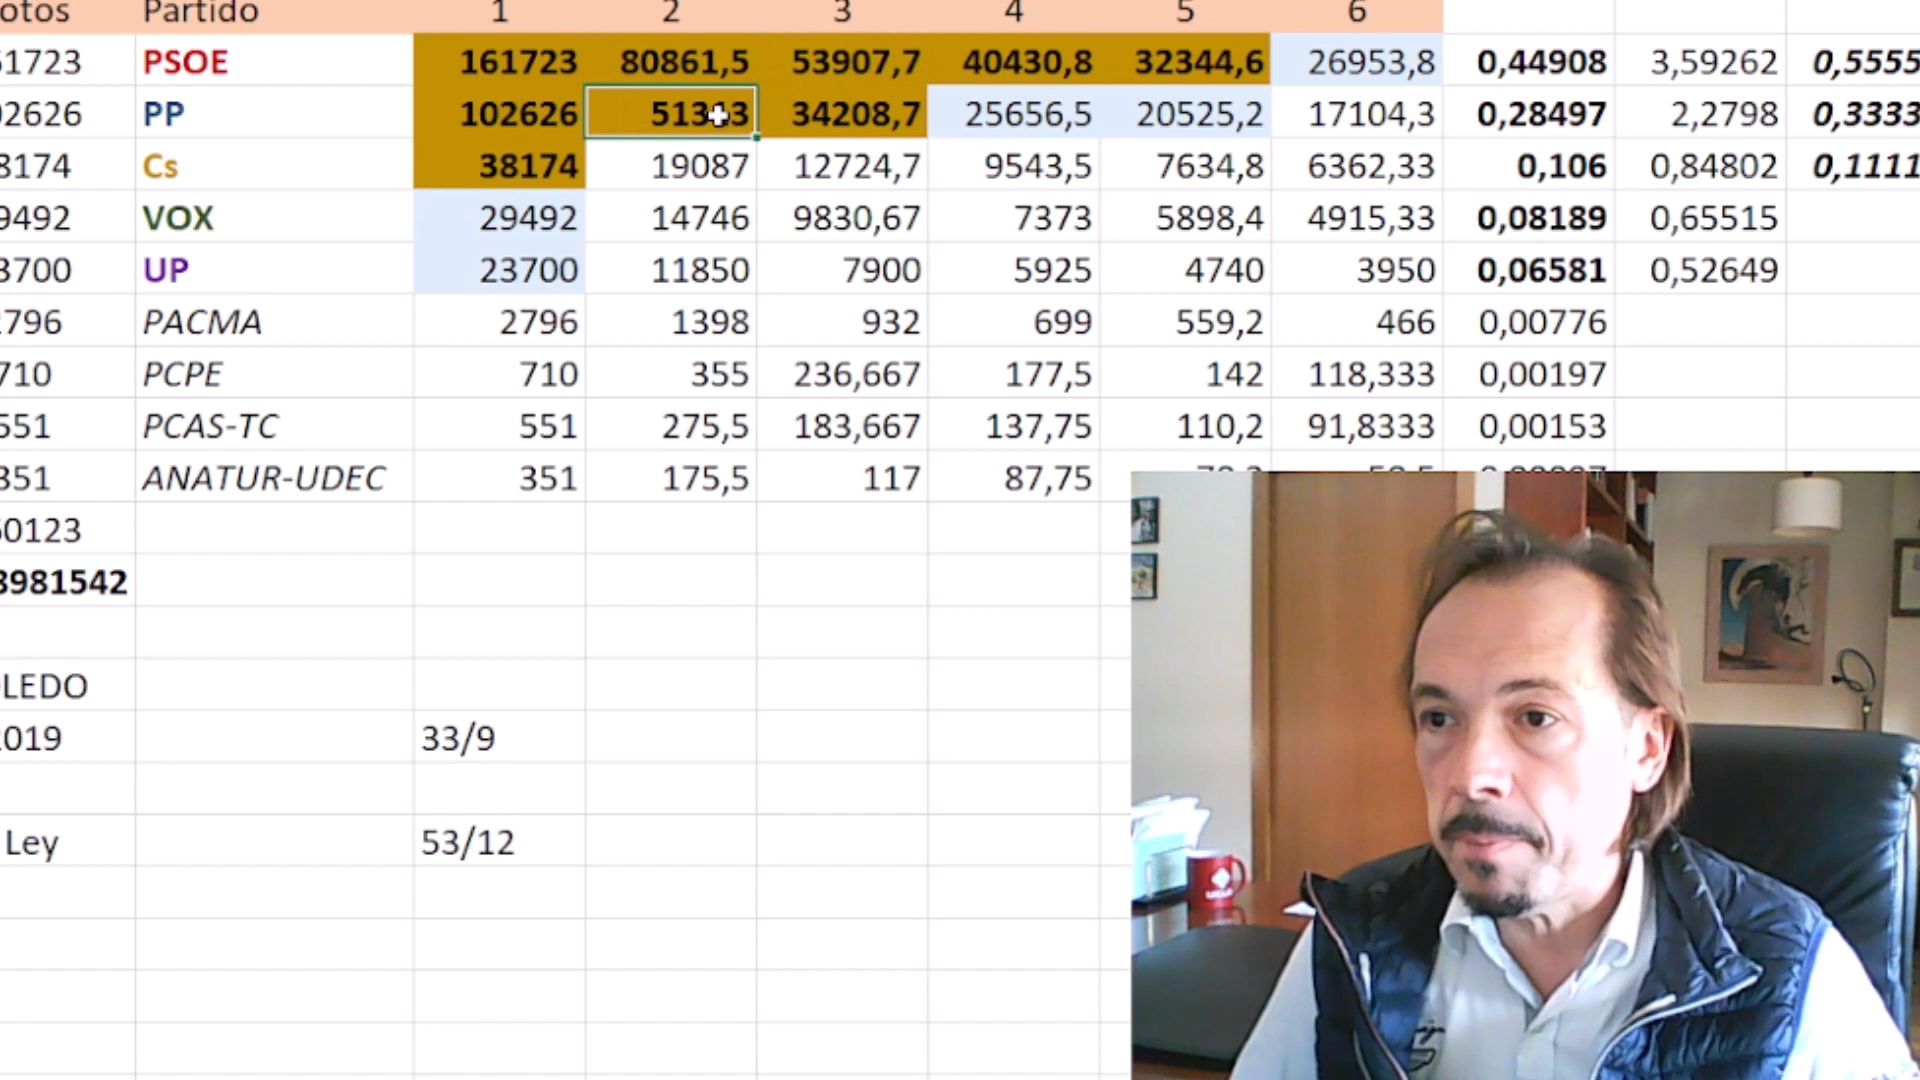 otos Partido 1 2 3 4 5 6
61723 PSOE 161723 80861,5 53907,7 40430,8 32344,6 26953,8 0,44908 3,59262 0,5555
02626 PP 102626 34208,7 25656,5 20525,2 17104,3 0,28497 2,2798 0,3333
8174 Cs 38174 19087 12724,7 9543,5 7634,8 6362,33 0,106 0,84802 0,1111
9492 VOX 29492 14746 9830,67 7373 5898,4 4915,33 0,08189 0,65515
3700 UP 23700 11850 7900 5925 4740 3950 0,06581 0,52649
2796 PACMA 2796 1398 932 699 559,2 466 0,00776
710 PCPE 710 355 236,667 177,5 142 118,333 0,00197
551 PCAS-TC 551 275,5 183,667 137,75 110,2 91,8333 0,00153
351 ANATUR-UDEC 351 175,5 117 87,75
60123
3981542
LEDO
2019 33/9
Ley 53/12